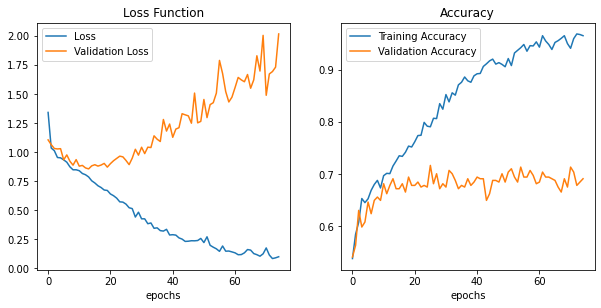 Loss Function
Loss
Validation Loss
2.00
1.75
1.50
1.25
1.00
0.75
0.50
0.25
0.00
0 20 40 60
epochs
Accuracy
Training Accuracy
Validation Accuracy
0.9
0.8
0.7
0.6
0 20 40 60
epochs